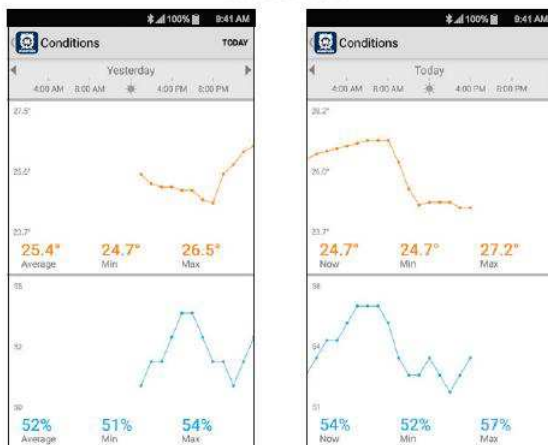 100% 9:41 AM
Conditions TODAY
Yesterday
4:00 AM 8:00 AM 4:00 PM 8:00 PM
27.5°
25.6°
23.7°
25.4° 24.7° 26.5°
Average Min Max
55
52
50
52% 51% 54%
Average Min Max
100% 9:41 AM
Conditions
Today
4:00 AM 8:00 AM 4:00 PM 8:00 PM
28.2°
26.0°
23.7°
24.7° 24.7° 27.2°
Now Min Max
58
54
51
54% 52% 57%
Now Min Max